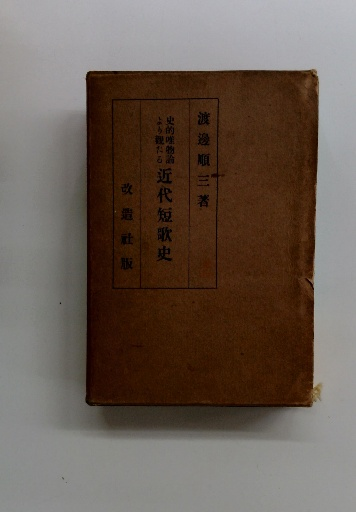 渡邊順三著
史的唯物論
より觀たる
近代短歌史
改造社版